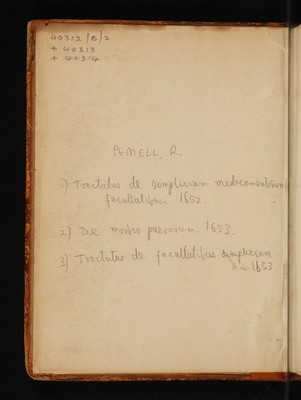 40312/B/2
+ 40313
+ 40314
PEMELL, R.
1) Tractatus de simplicium medicamentorum
facultatibus. 1652.
2) De morbis puerorum. 1653.
3) Tractatus de facultatibus simplicium
1653